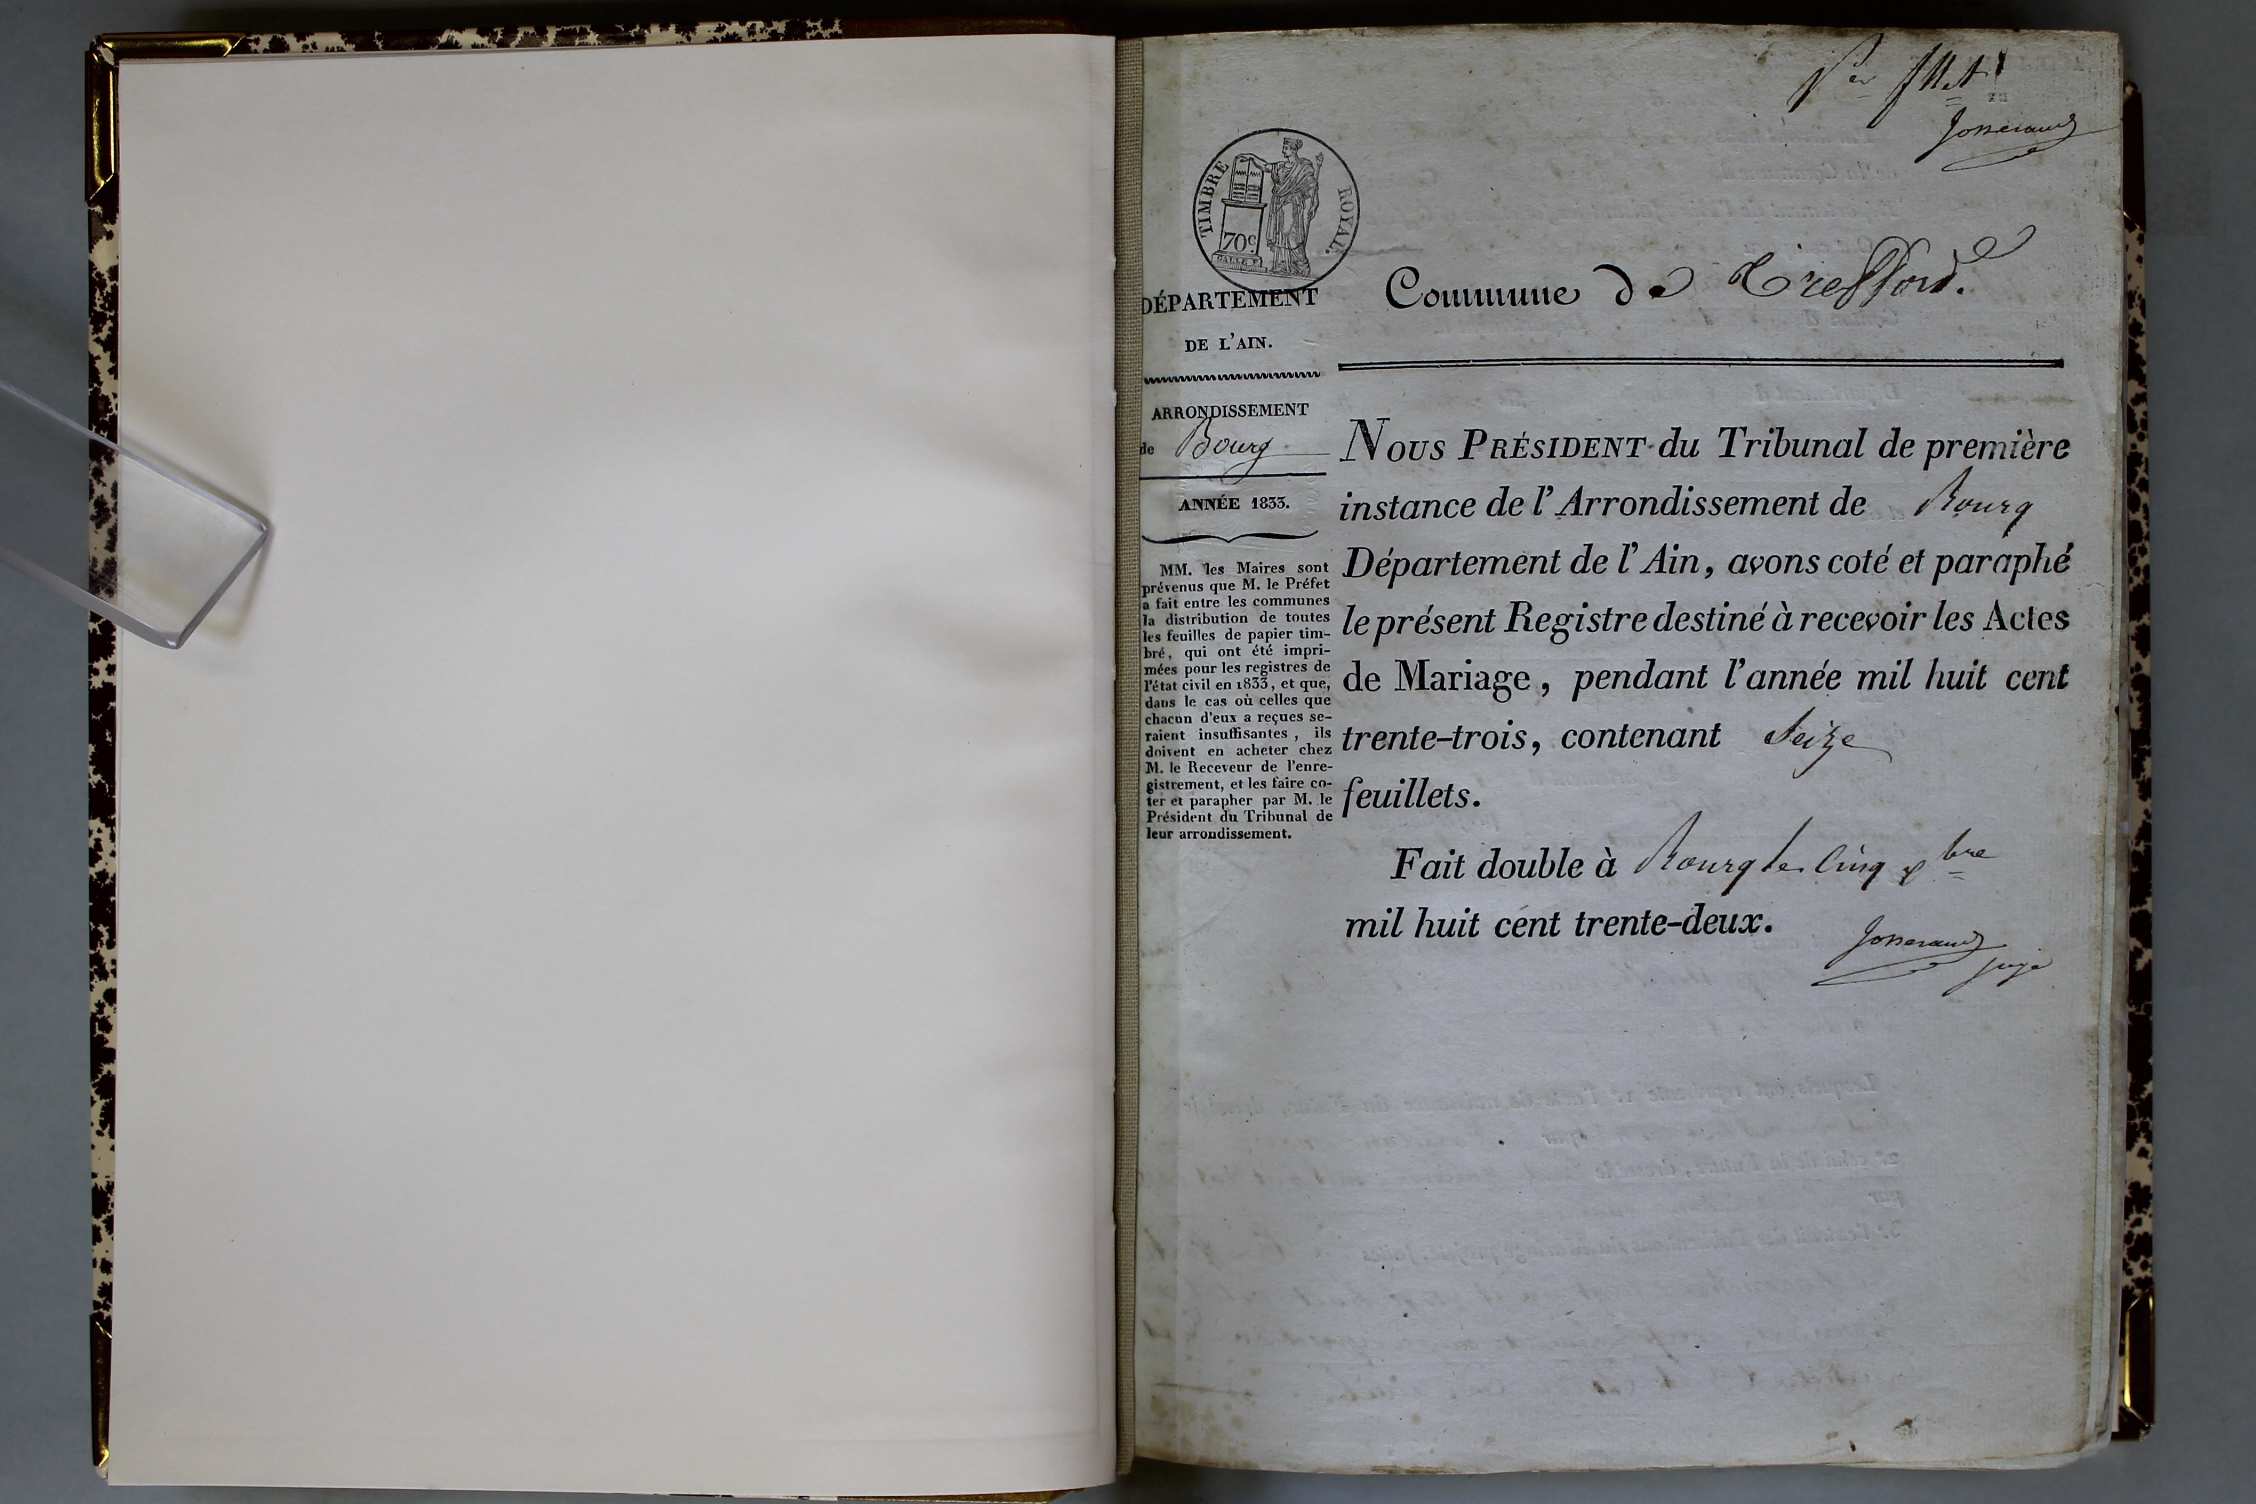 Per fllet
Josserand
TIMBRE ROYAL.
70c.
DÉPARTEMENT
DE L'AIN.
Commune de Treffort.
ARRONDISSEMENT
de Bourg
ANNÉE 1833.
MM. les Maires sont
prévenus que M. le Préfet
a fait entre les communes
la distribution de toutes
les feuilles de papier tim-
bré, qui ont été impri-
mées pour les registres de
l'état civil en 1833, et que,
dans le cas où celles que
chacun d'eux a reçues se-
raient insuffisantes, ils
doivent en acheter chez
M. le Receveur de l'enre-
gistrement, et les faire co-
ter et parapher par M. le
Président du Tribunal de
leur arrondissement.
NOUS PRÉSIDENT du Tribunal de première
instance de l'Arrondissement de Bourg
Département de l'Ain, avons coté et paraphé
le présent Registre destiné à recevoir les Actes
de Mariage, pendant l'année mil huit cent
trente-trois, contenant Seize
feuillets.
Fait double à Bourg le cinq xbre
mil huit cent trente-deux.
Josserand
juge